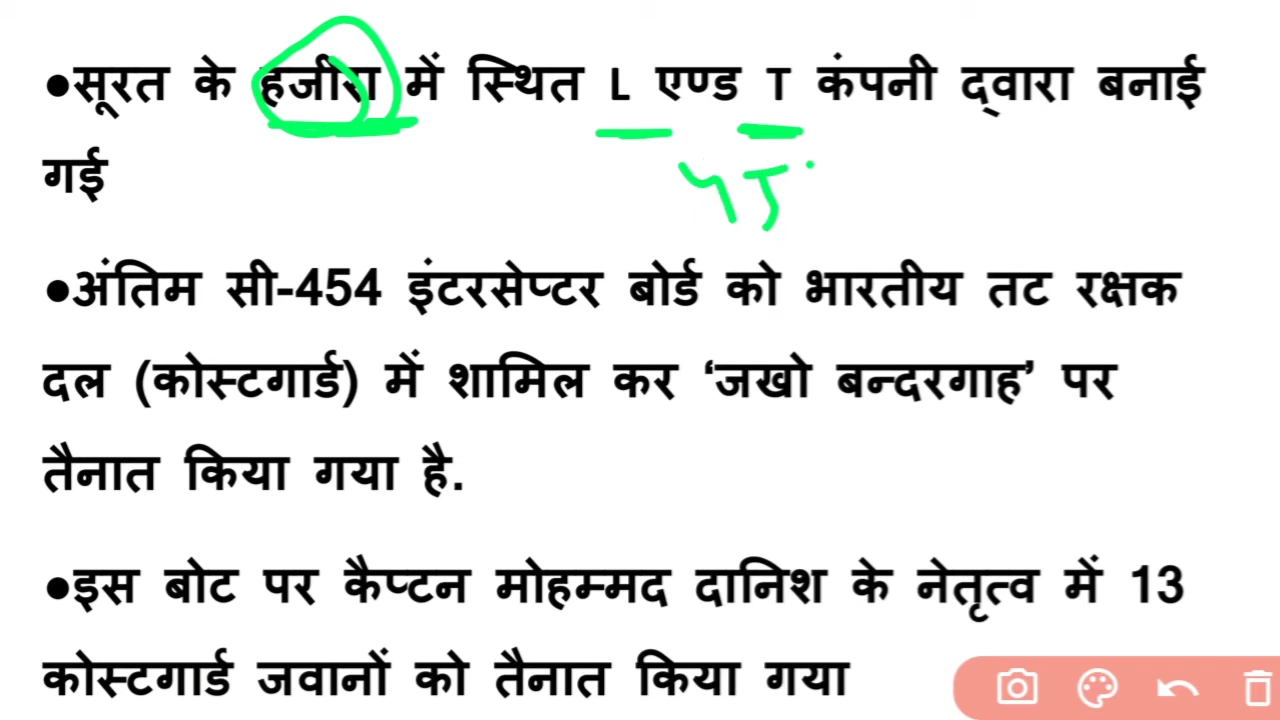 ●सूरत के हजीरा में स्थित L एण्ड T कंपनी द्वारा बनाई
गई
●अंतिम सी-454 इंटरसेप्टर बोर्ड को भारतीय तट रक्षक
दल (कोस्टगार्ड) में शामिल कर ‘जखो बन्दरगाह’ पर
तैनात किया गया है.
●इस बोट पर कैप्टन मोहम्मद दानिश के नेतृत्व में 13
कोस्टगार्ड जवानों को तैनात किया गया